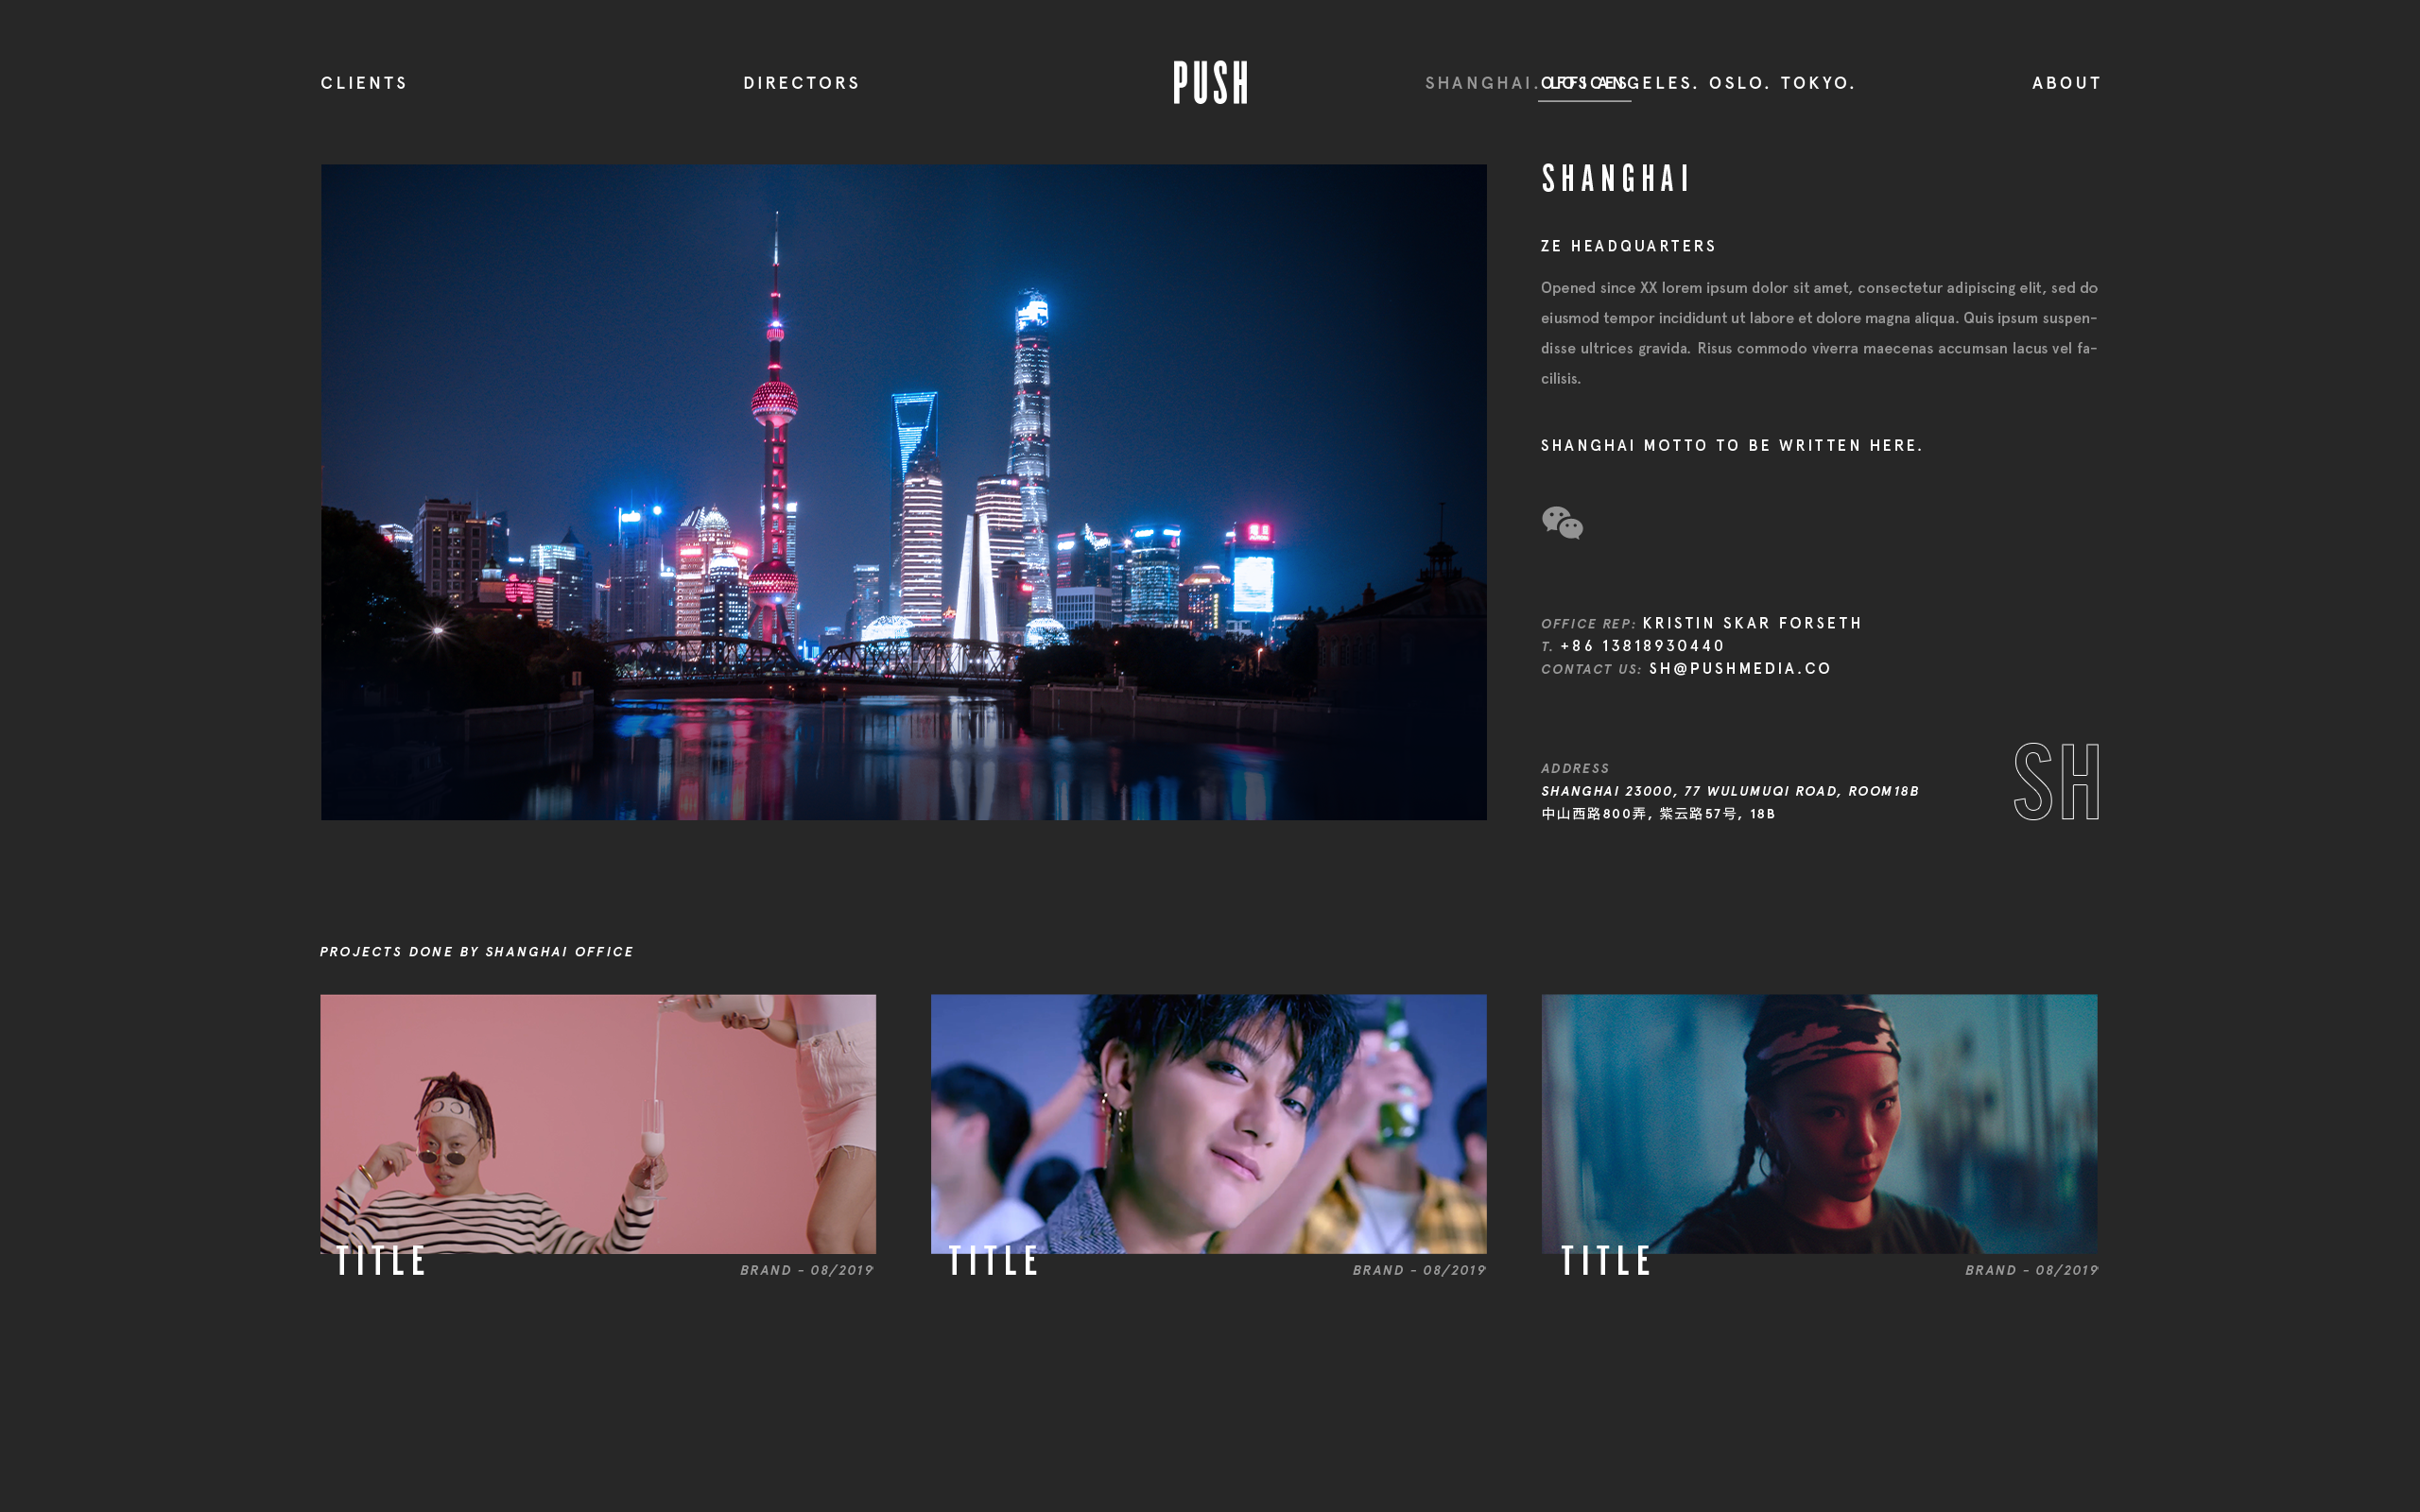 CLIENTS
DIRECTORS
PUSH
SHANGHAI. LOS ANGELES. OSLO. TOKYO.
OFFICES
ABOUT
SHANGHAI
ZE HEADQUARTERS
Opened since XX lorem ipsum dolor sit amet, consectetur adipiscing elit, sed do
eiusmod tempor incididunt ut labore et dolore magna aliqua. Quis ipsum suspen-
disse ultrices gravida. Risus commodo viverra maecenas accumsan lacus vel fa-
cilisis.
SHANGHAI MOTTO TO BE WRITTEN HERE.
OFFICE REP: KRISTIN SKAR FORSETH
T. +86 13818930440
CONTACT US: SH@PUSHMEDIA.CO
ADDRESS
SHANGHAI 23000, 77 WULUMUQI ROAD, ROOM18B
中山西路800弄, 紫云路57号, 18B
SH
PROJECTS DONE BY SHANGHAI OFFICE
TITLE
BRAND - 08/2019
TITLE
BRAND - 08/2019
TITLE
BRAND - 08/2019